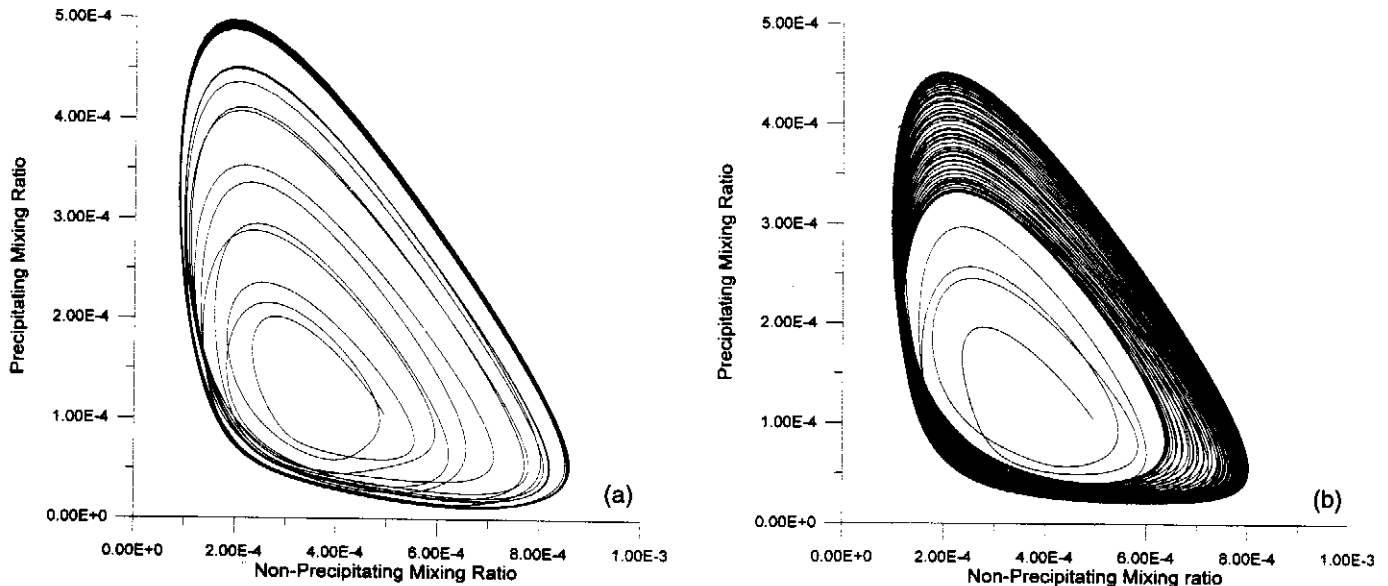 5.00E-4
4.00E-4
3.00E-4
2.00E-4
1.00E-4
0.00E+0
Precipitating Mixing Ratio
0.00E+0 2.00E-4 4.00E-4 6.00E-4 8.00E-4 1.00E-3
Non-Precipitating Mixing Ratio
(a)
5.00E-4
4.00E-4
3.00E-4
2.00E-4
1.00E-4
0.00E+0
Precipitating Mixing Ratio
0.00E+0 2.00E-4 4.00E-4 6.00E-4 8.00E-4 1.00E-3
Non-Precipitating Mixing ratio
(b)